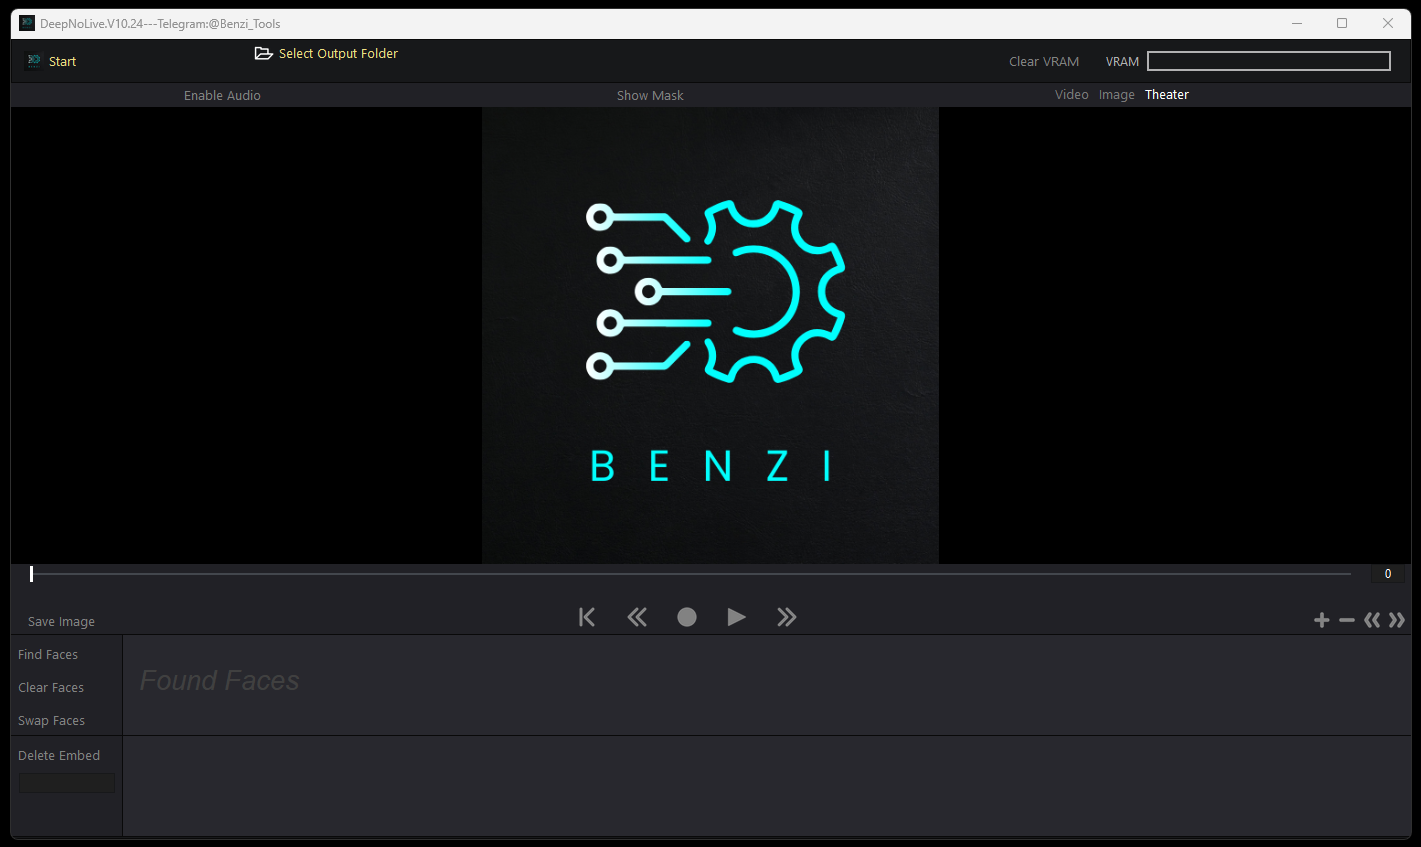 DeepNoLive.V10.24---Telegram:@Benzi_Tools
Start
Select Output Folder
Clear VRAM
VRAM
Enable Audio
Show Mask
Video Image Theater
BENZI
0
Save Image
Find Faces
Clear Faces
Swap Faces
Found Faces
Delete Embed